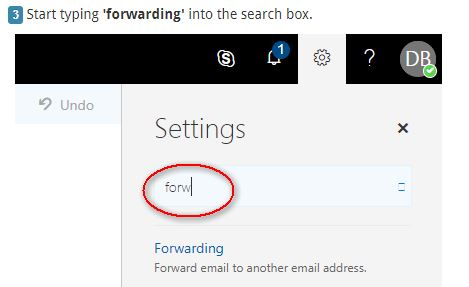 3 Start typing 'forwarding' into the search box.
1
?
DB
Undo
Settings
forw
Forwarding
Forward email to another email address.